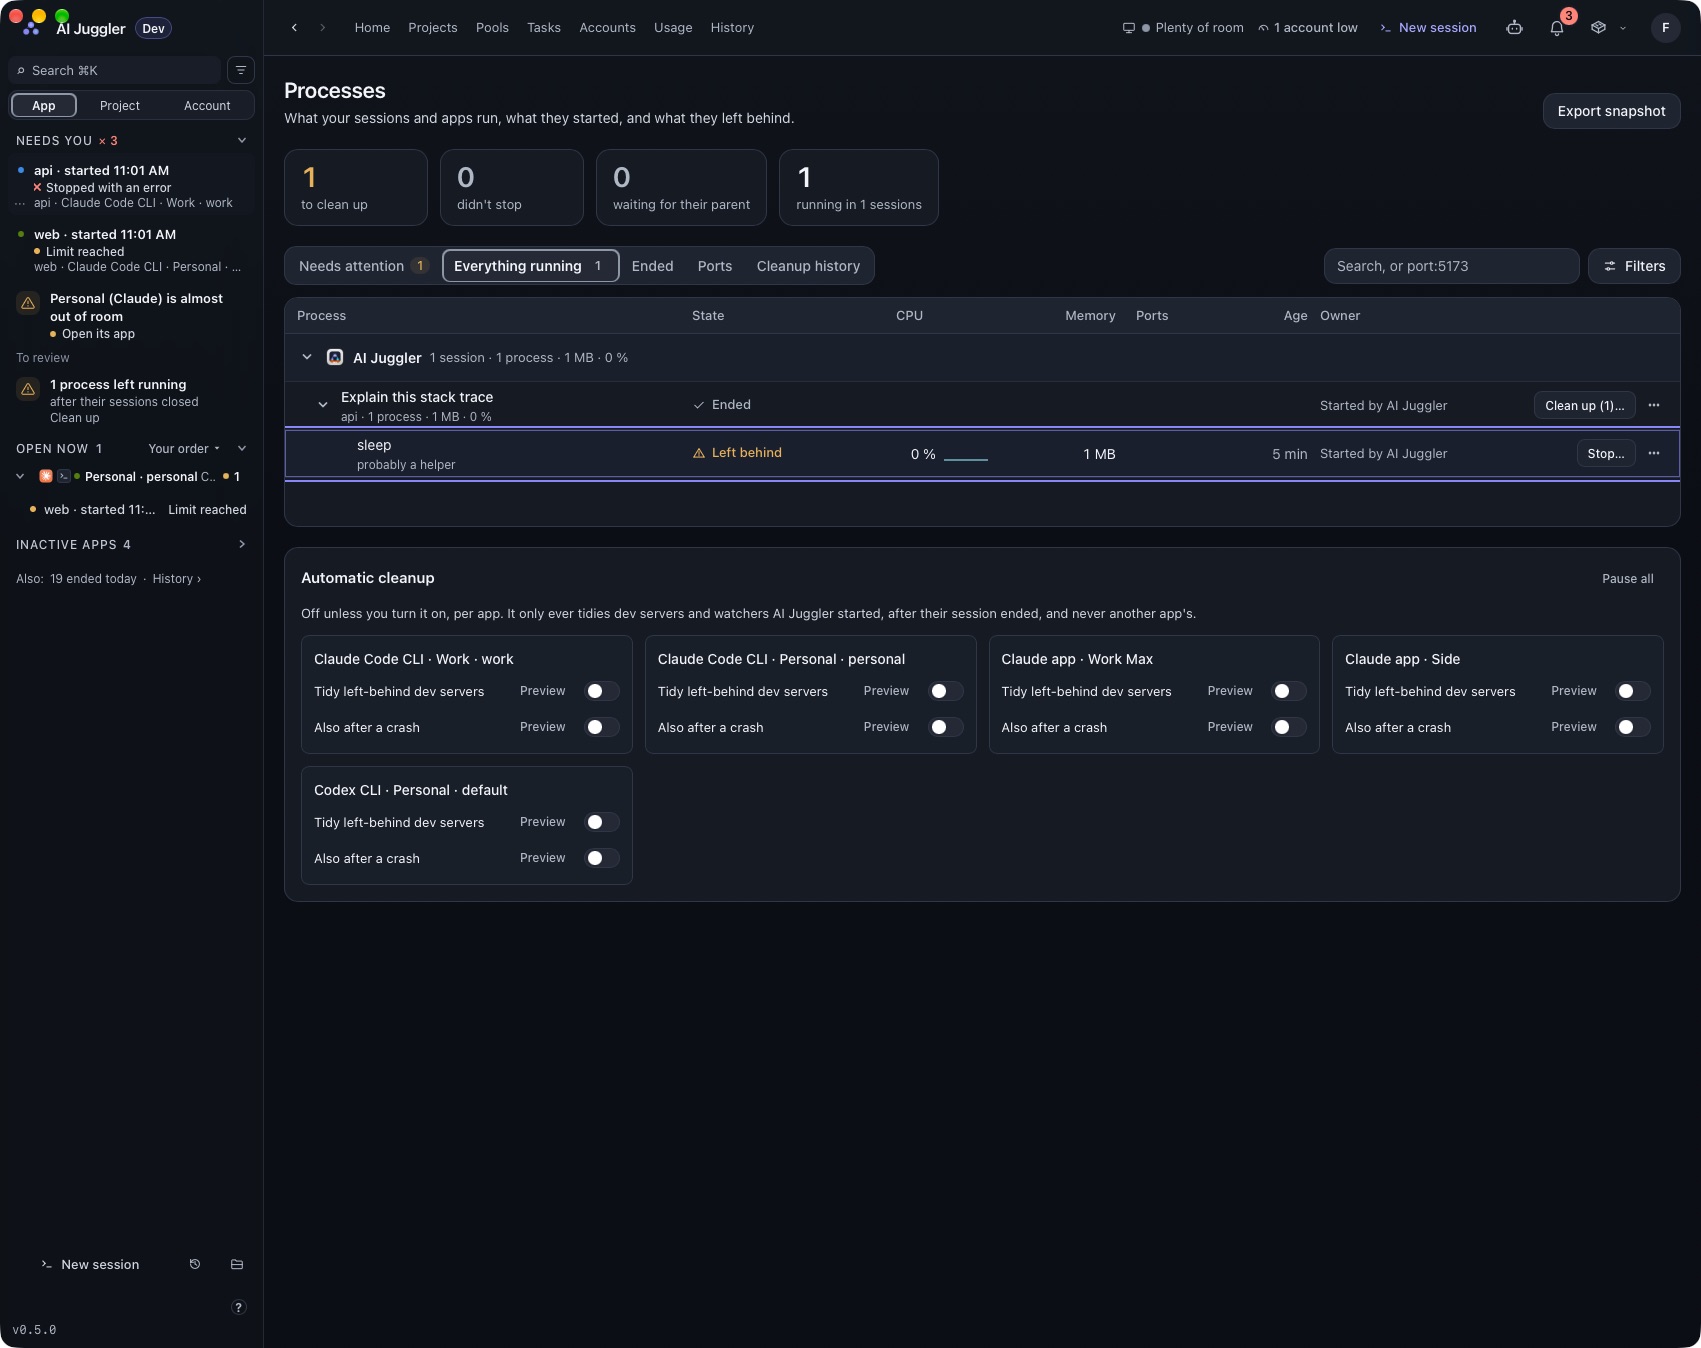 AI Juggler Dev
Search ⌘K
App Project Account
NEEDS YOU × 3
api · started 11:01 AM
Stopped with an error
api · Claude Code CLI · Work · work
web · started 11:01 AM
Limit reached
web · Claude Code CLI · Personal · ...
Personal (Claude) is almost
out of room
Open its app
To review
1 process left running
after their sessions closed
Clean up
OPEN NOW 1 Your order
Personal · personal C.. 1
web · started 11:... Limit reached
INACTIVE APPS 4
Also: 19 ended today · History ›
New session
?
v0.5.0
Home Projects Pools Tasks Accounts Usage History
Plenty of room 1 account low New session 3 F
Processes
What your sessions and apps run, what they started, and what they left behind.
Export snapshot
1
to clean up
0
didn't stop
0
waiting for their parent
1
running in 1 sessions
Needs attention 1 Everything running 1 Ended Ports Cleanup history
Search, or port:5173 Filters
Process State CPU Memory Ports Age Owner
AI Juggler 1 session · 1 process · 1 MB · 0 %
Explain this stack trace
api · 1 process · 1 MB · 0 %
Ended Started by AI Juggler Clean up (1)... ...
sleep
probably a helper
Left behind 0 % 1 MB 5 min Started by AI Juggler Stop... ...
Automatic cleanup Pause all
Off unless you turn it on, per app. It only ever tidies dev servers and watchers AI Juggler started, after their session ended, and never another app's.
Claude Code CLI · Work · work
Tidy left-behind dev servers Preview
Also after a crash Preview
Claude Code CLI · Personal · personal
Tidy left-behind dev servers Preview
Also after a crash Preview
Claude app · Work Max
Tidy left-behind dev servers Preview
Also after a crash Preview
Claude app · Side
Tidy left-behind dev servers Preview
Also after a crash Preview
Codex CLI · Personal · default
Tidy left-behind dev servers Preview
Also after a crash Preview